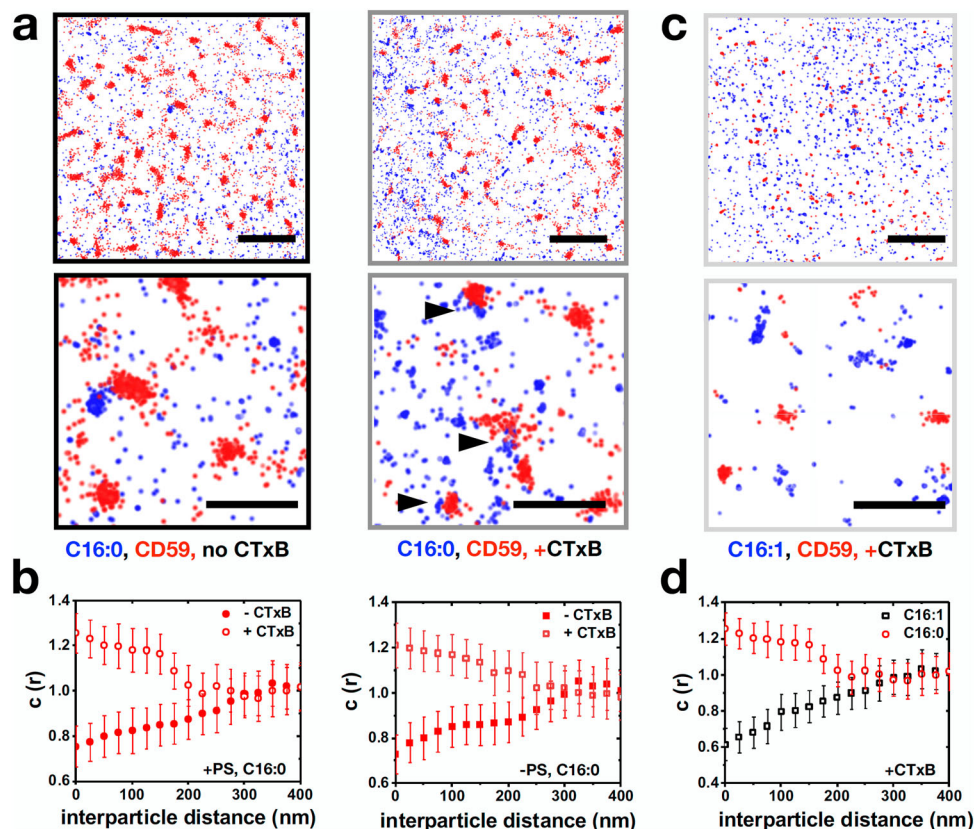 a
c
C16:0, CD59, no CTxB
C16:0, CD59, +CTxB
C16:1, CD59, +CTxB
b
d
1.4
1.2
1.0
0.8
0.6
c (r)
- CTxB
+ CTxB
+PS, C16:0
0 100 200 300 400
interparticle distance (nm)
1.4
1.2
1.0
0.8
0.6
c (r)
- CTxB
+ CTxB
-PS, C16:0
0 100 200 300 400
interparticle distance (nm)
1.4
1.2
1.0
0.8
0.6
0.4
c (r)
C16:1
C16:0
+CTxB
0 100 200 300 400
interparticle distance (nm)